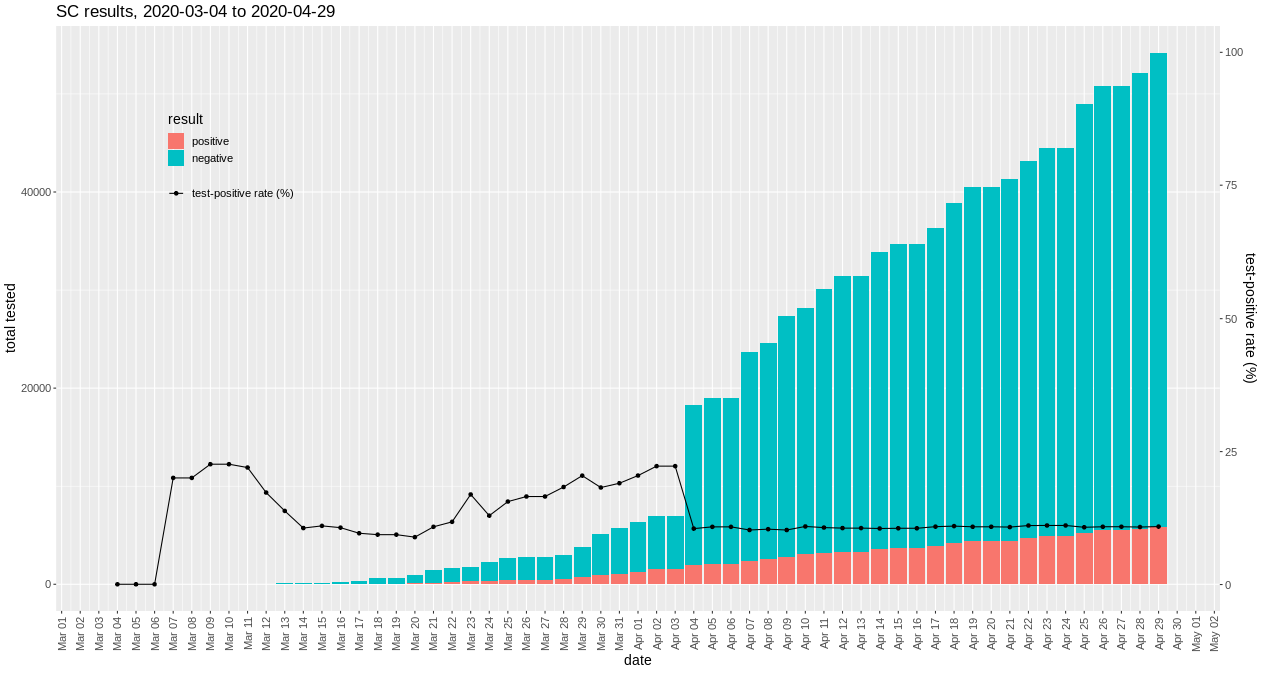 SC results, 2020-03-04 to 2020-04-29
result
positive
negative
test-positive rate (%)
total tested
40000
20000
0
100
75
50
25
0
test-positive rate (%)
Mar 01
Mar 02
Mar 03
Mar 04
Mar 05
Mar 06
Mar 07
Mar 08
Mar 09
Mar 10
Mar 11
Mar 12
Mar 13
Mar 14
Mar 15
Mar 16
Mar 17
Mar 18
Mar 19
Mar 20
Mar 21
Mar 22
Mar 23
Mar 24
Mar 25
Mar 26
Mar 27
Mar 28
Mar 29
Mar 30
Mar 31
Apr 01
Apr 02
Apr 03
Apr 04
Apr 05
Apr 06
Apr 07
Apr 08
Apr 09
Apr 10
Apr 11
Apr 12
Apr 13
Apr 14
Apr 15
Apr 16
Apr 17
Apr 18
Apr 19
Apr 20
Apr 21
Apr 22
Apr 23
Apr 24
Apr 25
Apr 26
Apr 27
Apr 28
Apr 29
Apr 30
May 01
May 02
date